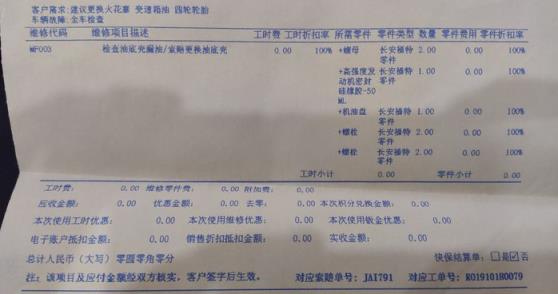 客户需求:建议更换火花塞 变速箱油 四轮轮胎
车辆故障:全车检查
维修代码 维修项目描述 工时费 工时折扣率 所需零件 零件类型 数量 零件费用 零件折扣率
MF003 检查油底壳漏油/索赔更换油底壳 0.00 100% +螺母 长安福特零件 2.00 0.00 100%
+高强度发动机密封硅橡胶-50ML 长安福特零件 1.00 0.00 100%
+机油盘 长安福特零件 1.00 0.00 100%
+螺栓 长安福特零件 2.00 0.00 100%
+螺栓 长安福特零件 2.00 0.00 100%
工时小计 0.00 零件小计 0.00
工时费: 0.00 维修零件费: 0.00 附加费: 0.00
应收金额: 0.00 优惠金额: 0.00 去零: 0.00 本次积分兑换金额: 0.00
本次使用工时优惠: 0.00 本次使用维修优惠: 0.00 本次使用钣金优惠: 0.00
电子账户抵扣金额: 0.00 销售折扣抵扣金额: 0.00 实收金额: 0.00
总计人民币(大写) 零圆零角零分 快保结算单: □是☑否
注: 该项目及应付金额经双方核实,客户签字后生效。 对应索赔单号: JAI791 对应工单号: R01910180079